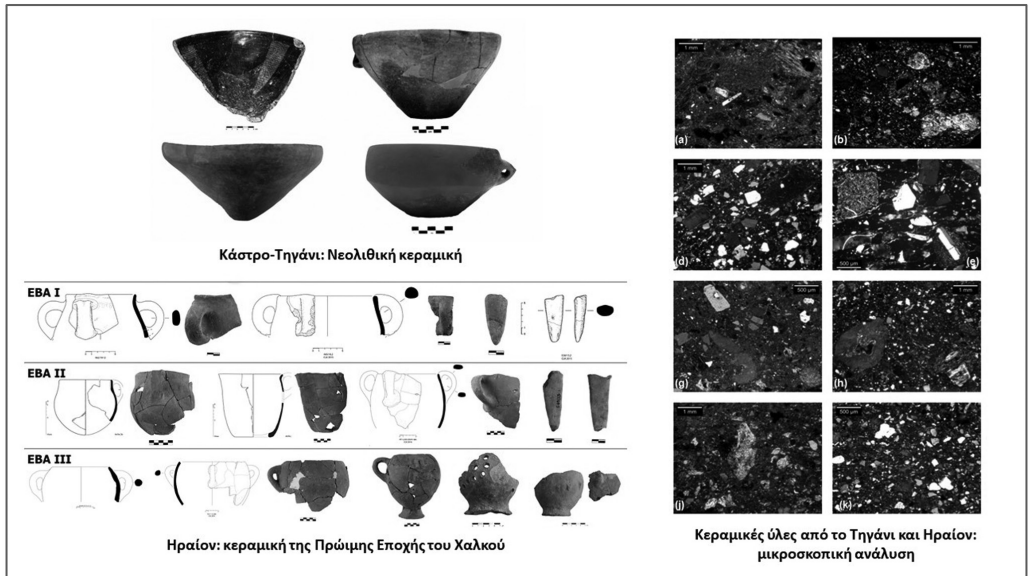 Κάστρο-Τηγάνι: Νεολιθική κεραμική
EBA I
EBA II
EBA III
Ηραίον: κεραμική της Πρώιμης Εποχής του Χαλκού
1 mm
(a)
1 mm
(b)
1 mm
(d)
500 μm
(e)
500 μm
(g)
1 mm
(h)
1 mm
(j)
500 μm
(k)
Κεραμικές ύλες από το Τηγάνι και Ηραίον:
μικροσκοπική ανάλυση